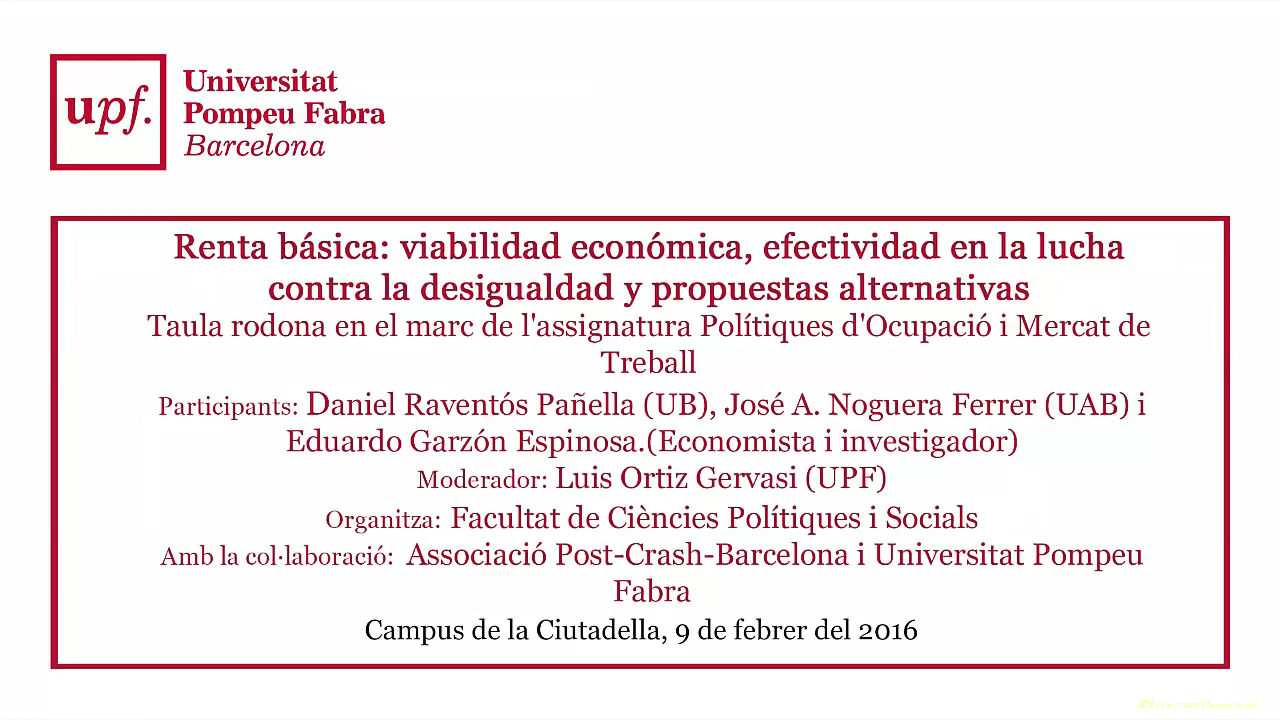 upf.
Universitat
Pompeu Fabra
Barcelona
Renta básica: viabilidad económica, efectividad en la lucha
contra la desigualdad y propuestas alternativas
Taula rodona en el marc de l'assignatura Polítiques d'Ocupació i Mercat de
Treball
Participants: Daniel Raventós Pañella (UB), José A. Noguera Ferrer (UAB) i
Eduardo Garzón Espinosa.(Economista i investigador)
Moderador: Luis Ortiz Gervasi (UPF)
Organitza: Facultat de Ciències Polítiques i Socials
Amb la col·laboració: Associació Post-Crash-Barcelona i Universitat Pompeu
Fabra
Campus de la Ciutadella, 9 de febrer del 2016